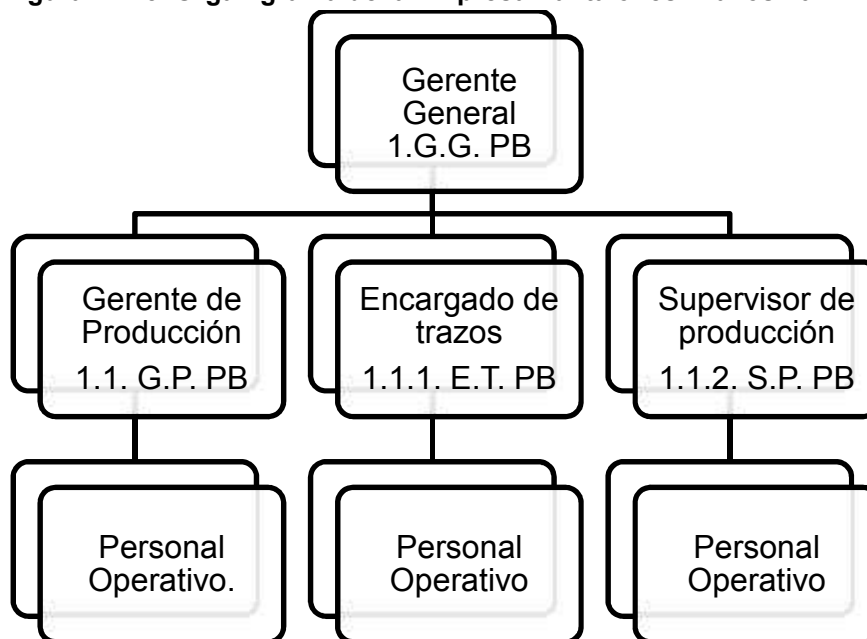 Gerente
General
1.G.G. PB
Gerente de
Producción
1.1. G.P. PB
Encargado de
trazos
1.1.1. E.T. PB
Supervisor de
producción
1.1.2. S.P. PB
Personal
Operativo.
Personal
Operativo
Personal
Operativo